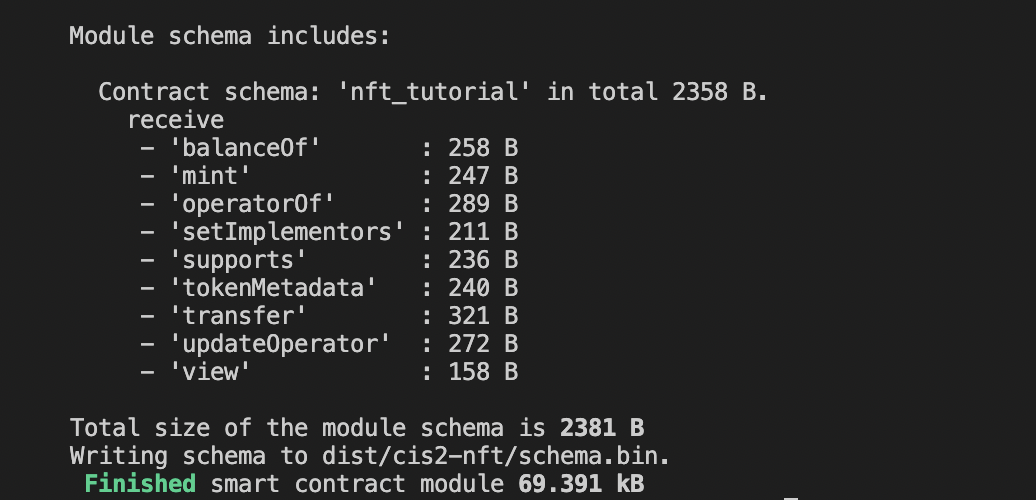 Module schema includes:
Contract schema: 'nft_tutorial' in total 2358 B.
receive
- 'balanceOf' : 258 B
- 'mint' : 247 B
- 'operatorOf' : 289 B
- 'setImplementors' : 211 B
- 'supports' : 236 B
- 'tokenMetadata' : 240 B
- 'transfer' : 321 B
- 'updateOperator' : 272 B
- 'view' : 158 B
Total size of the module schema is 2381 B
Writing schema to dist/cis2-nft/schema.bin.
Finished smart contract module 69.391 kB